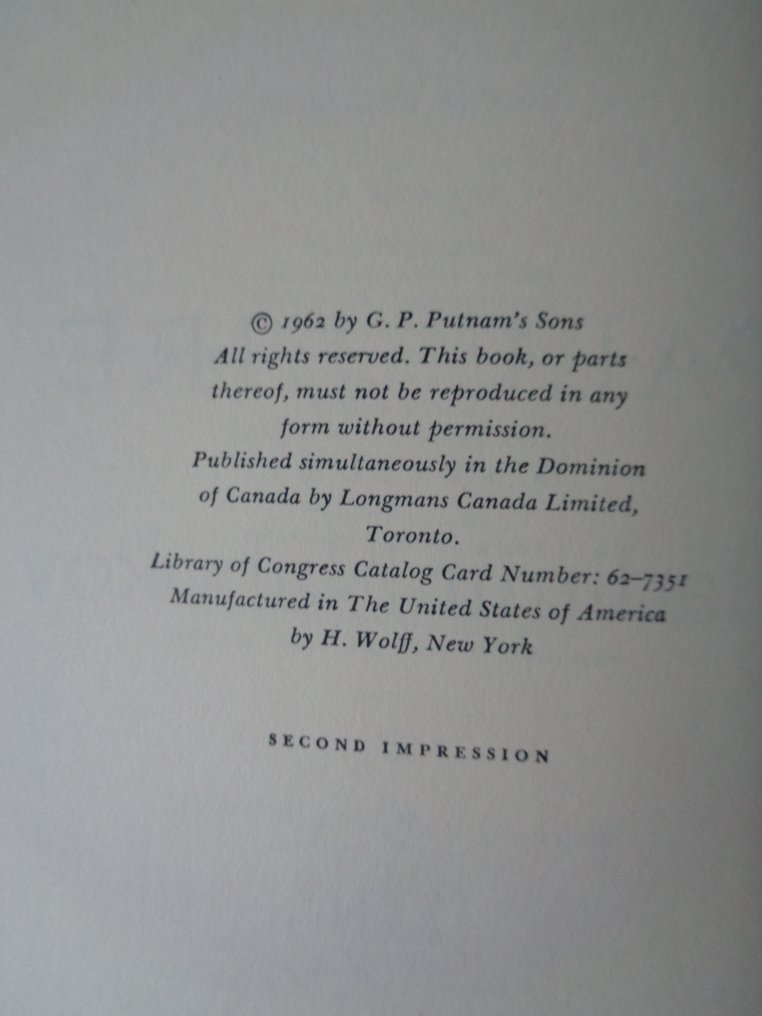 © 1962 by G. P. Putnam's Sons
All rights reserved. This book, or parts
thereof, must not be reproduced in any
form without permission.
Published simultaneously in the Dominion
of Canada by Longmans Canada Limited,
Toronto.
Library of Congress Catalog Card Number: 62–7351
Manufactured in The United States of America
by H. Wolff, New York
SECOND IMPRESSION